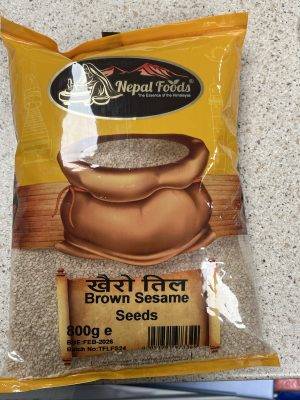 Nepal Foods®
The Essence of the Himalayas
खैरो तिल
Brown Sesame
Seeds
800g e
BBE:FEB-2026
Batch No:TFLFS24